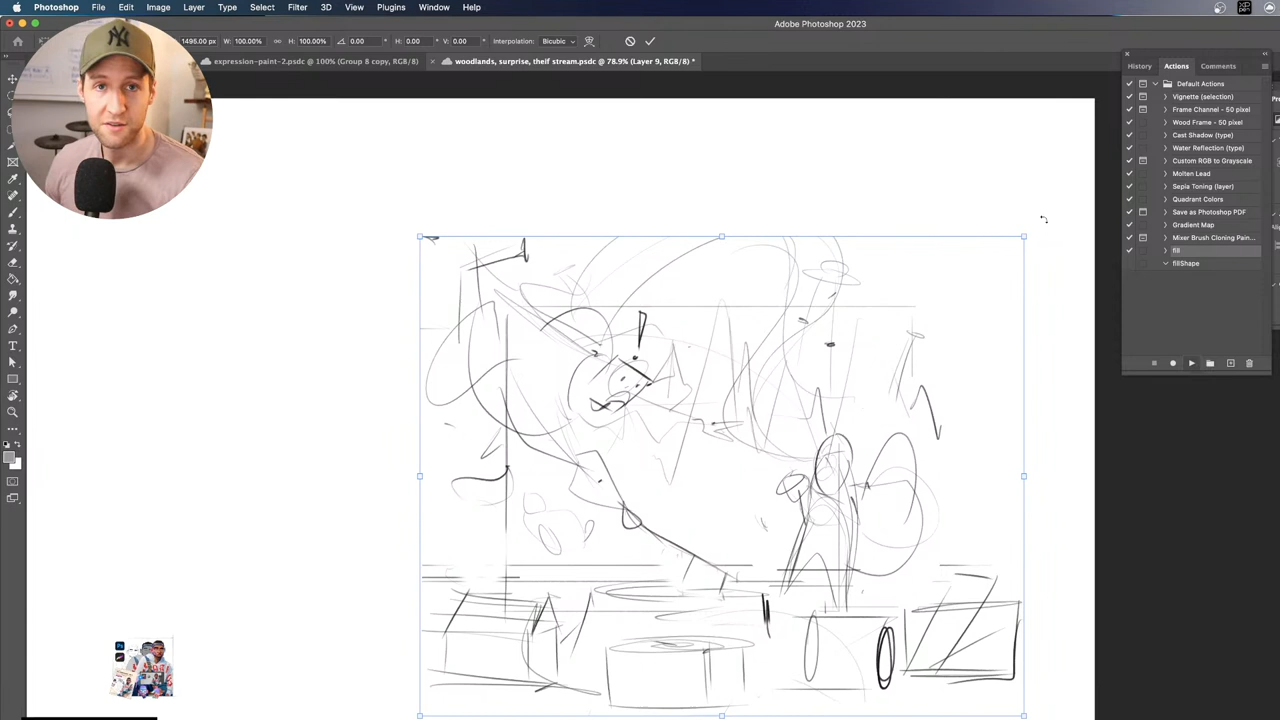 Photoshop File Edit Image Layer Type Select Filter 3D View Plugins Window Help
Adobe Photoshop 2023
1495.00 px W: 100.00% H: 100.00% 0.00 H: 0.00 V: 0.00 Interpolation: Bicubic
expression-paint-2.psdc @ 100% (Group 8 copy, RGB/8)
woodlands, surprise, theif stream.psdc @ 78.9% (Layer 9, RGB/8) *
History Actions Comments
Default Actions
Vignette (selection)
Frame Channel - 50 pixel
Wood Frame - 50 pixel
Cast Shadow (type)
Water Reflection (type)
Custom RGB to Grayscale
Molten Lead
Sepia Toning (layer)
Quadrant Colors
Save as Photoshop PDF
Gradient Map
Mixer Brush Cloning Pain...
fill
fillShape
Ps